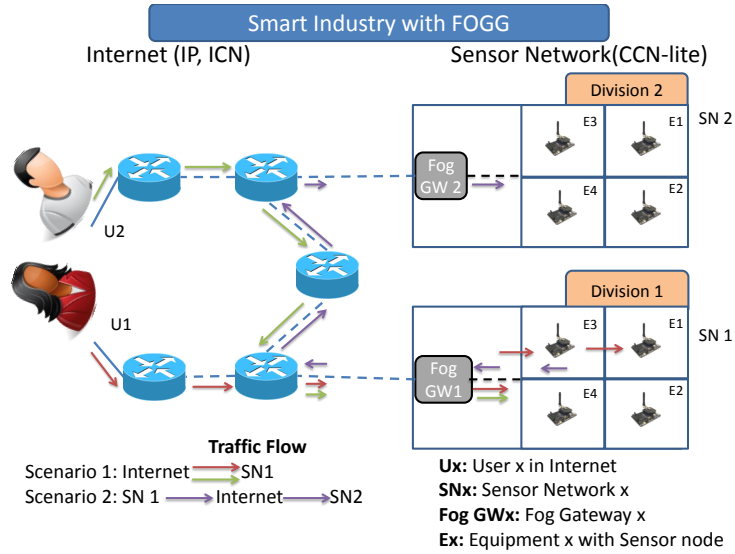 Smart Industry with FOGG
Internet (IP, ICN)
Sensor Network(CCN-lite)
Division 2
SN 2
E3
E1
Fog
GW 2
E4
E2
U2
Division 1
SN 1
U1
E3
E1
Fog
GW1
E4
E2
Traffic Flow
Scenario 1: Internet SN1
Scenario 2: SN 1 Internet SN2
Ux: User x in Internet
SNx: Sensor Network x
Fog GWx: Fog Gateway x
Ex: Equipment x with Sensor node